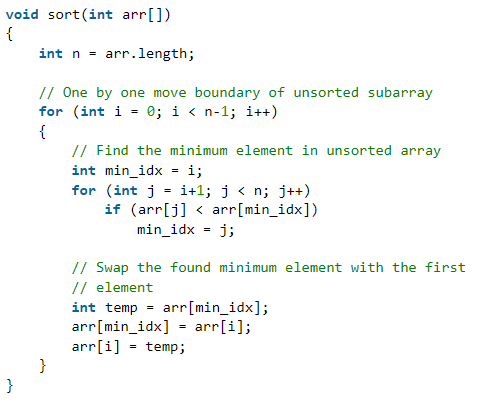 void sort(int arr[])
{
    int n = arr.length;

    // One by one move boundary of unsorted subarray
    for (int i = 0; i < n-1; i++)
    {
        // Find the minimum element in unsorted array
        int min_idx = i;
        for (int j = i+1; j < n; j++)
            if (arr[j] < arr[min_idx])
                min_idx = j;

        // Swap the found minimum element with the first
        // element
        int temp = arr[min_idx];
        arr[min_idx] = arr[i];
        arr[i] = temp;
    }
}